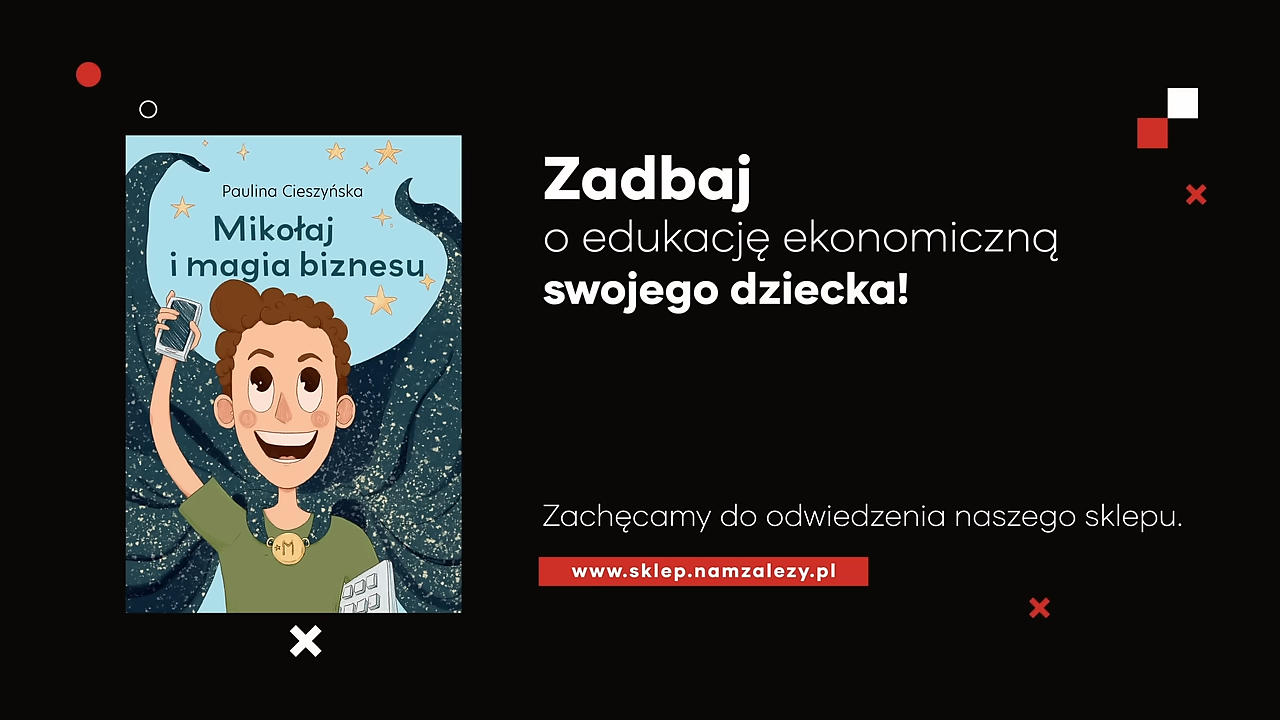 Paulina Cieszyńska
Mikołaj
i magia biznesu
M
Zadbaj
o edukację ekonomiczną
swojego dziecka!
Zachęcamy do odwiedzenia naszego sklepu.
www.sklep.namzalezy.pl